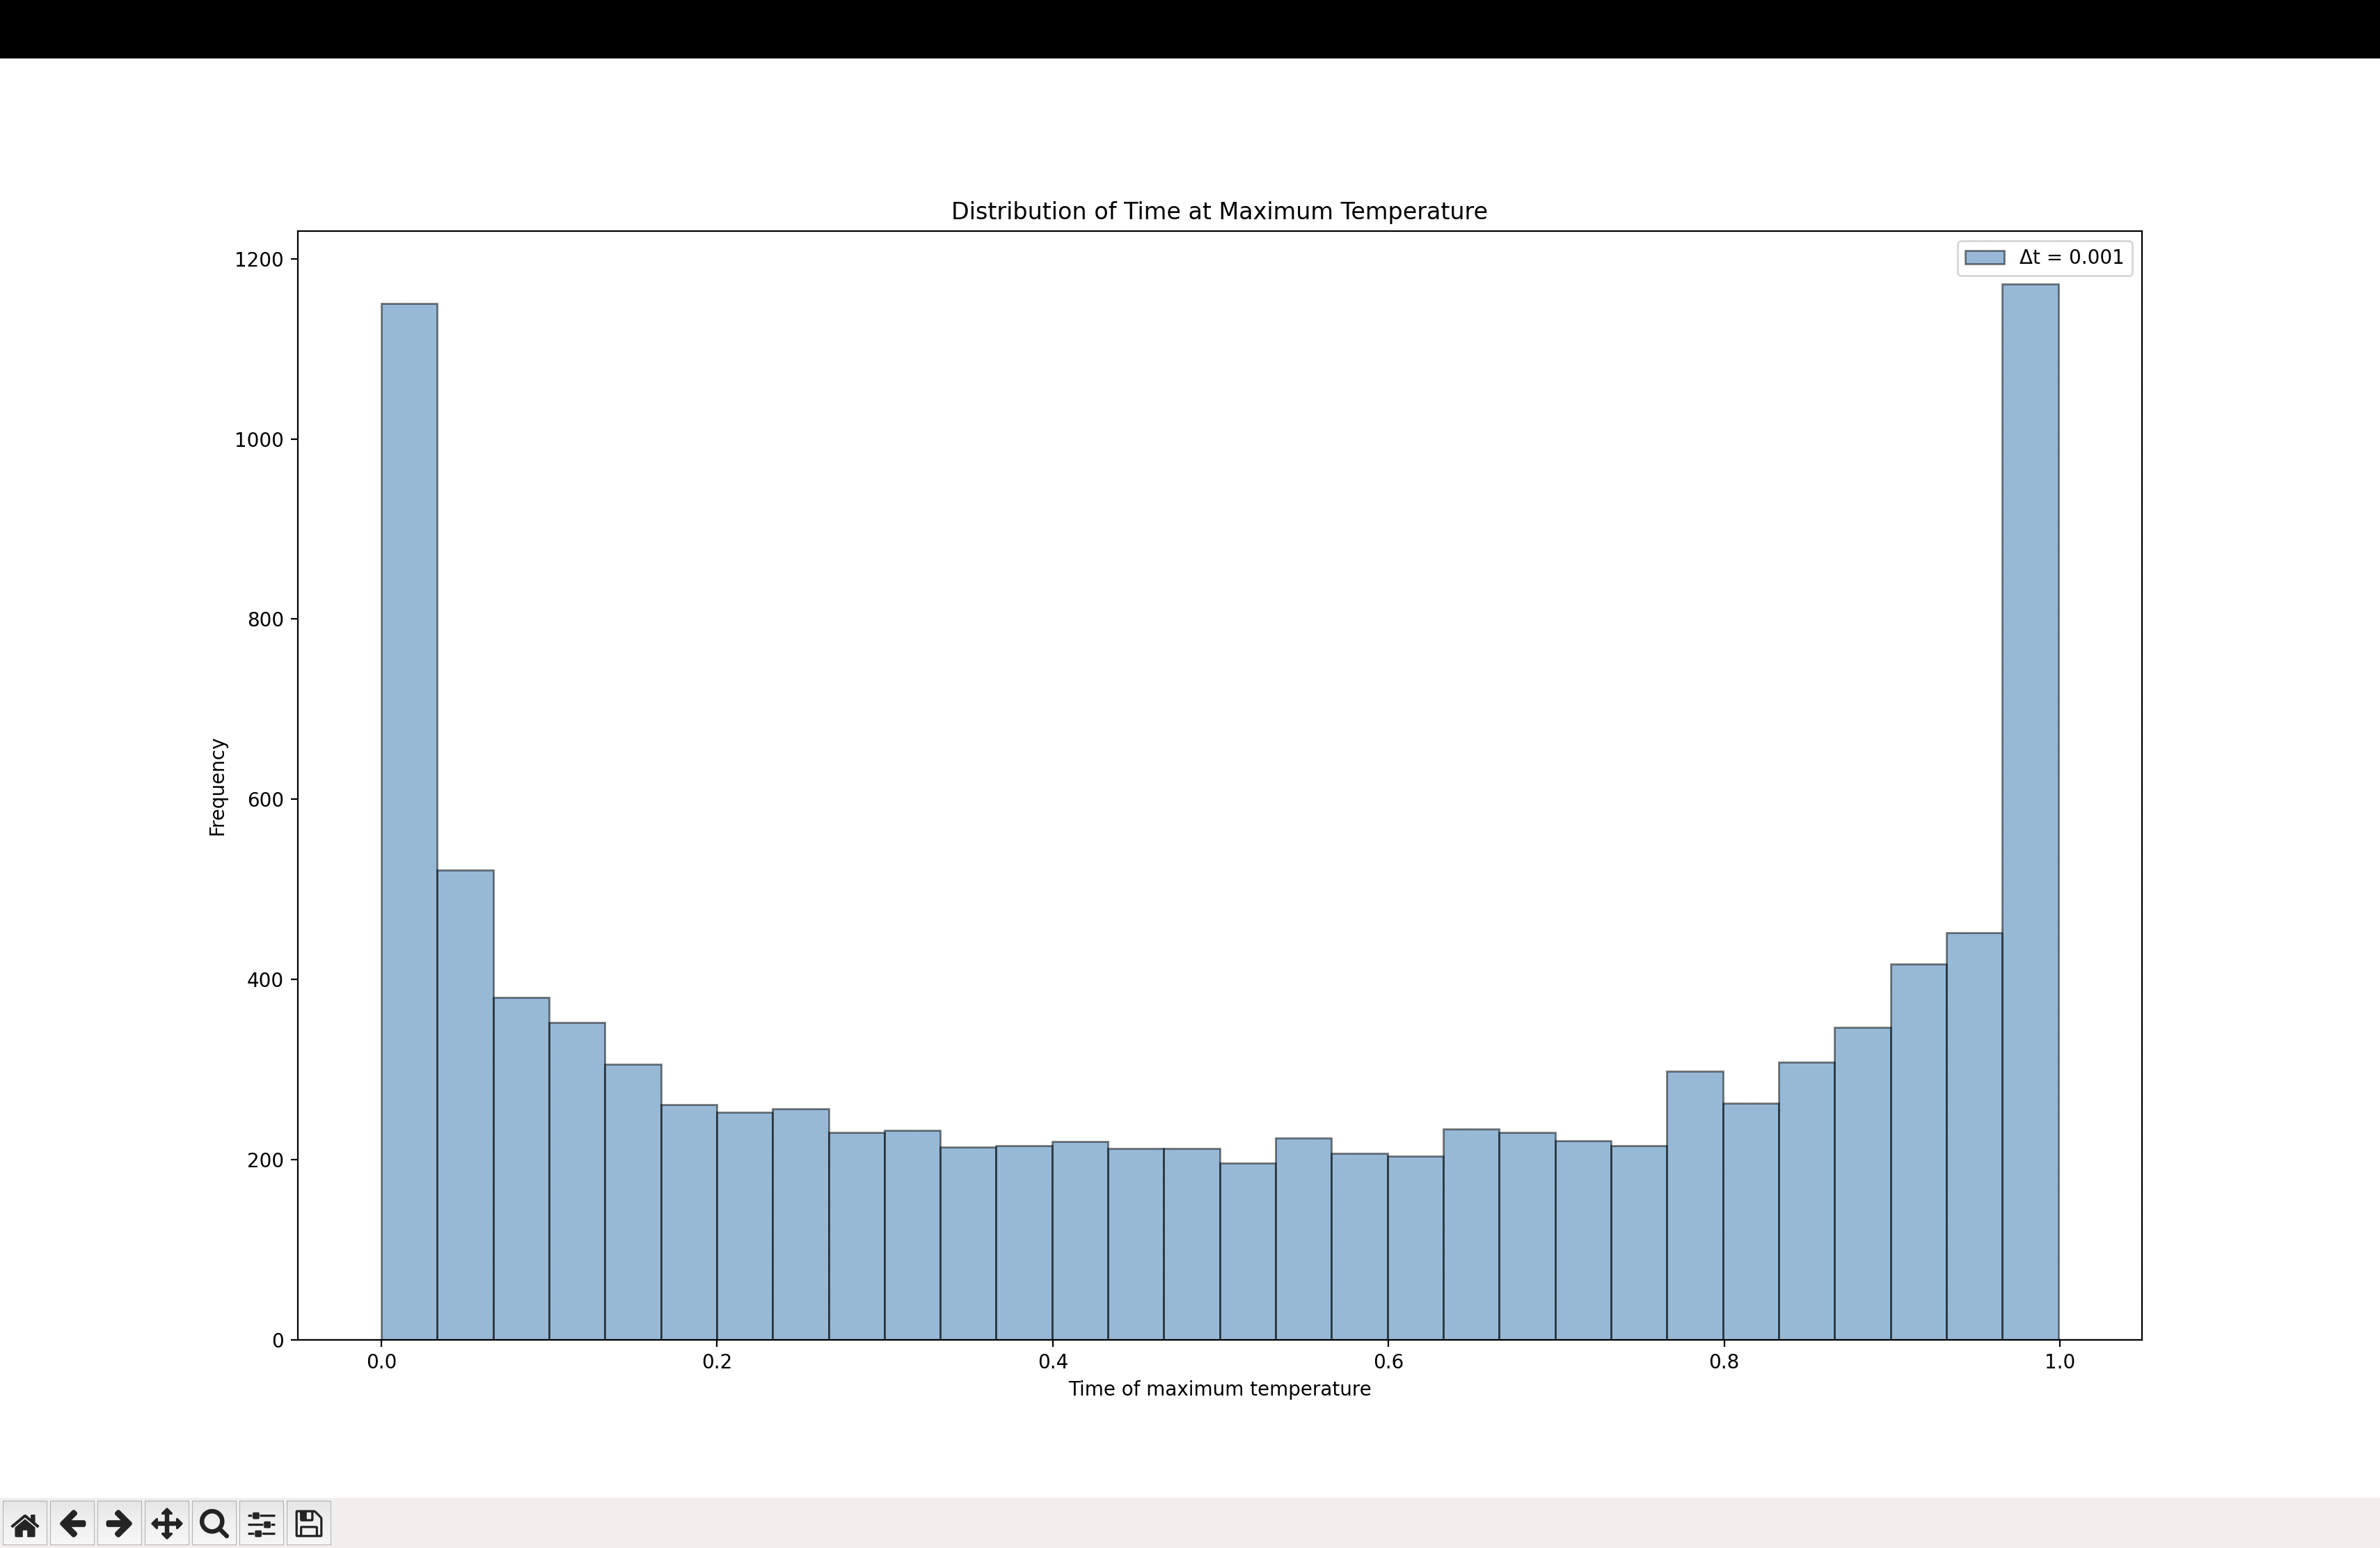 Distribution of Time at Maximum Temperature
Δt = 0.001
1200
1000
800
600
400
200
0
Frequency
0.0 0.2 0.4 0.6 0.8 1.0
Time of maximum temperature